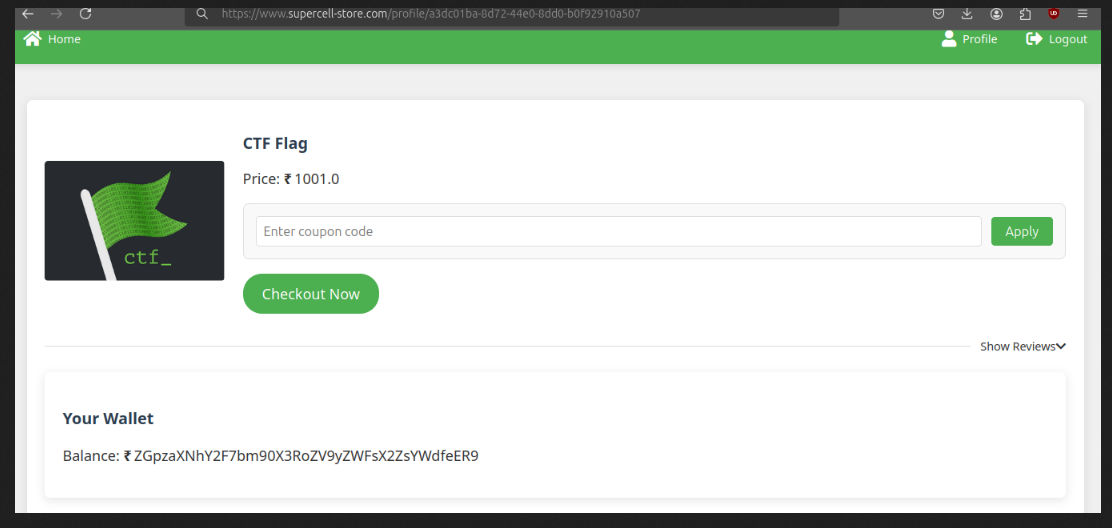 https://www.supercell-store.com/profile/a3dc01ba-8d72-44e0-8dd0-b0f92910a507
Home
Profile
Logout
CTF Flag
Price: ₹ 1001.0
ctf_
Enter coupon code
Apply
Checkout Now
Show Reviews
Your Wallet
Balance: ₹ ZGpzaXNhY2F7bm90X3RoZV9yZWFsX2ZsYWdfeER9